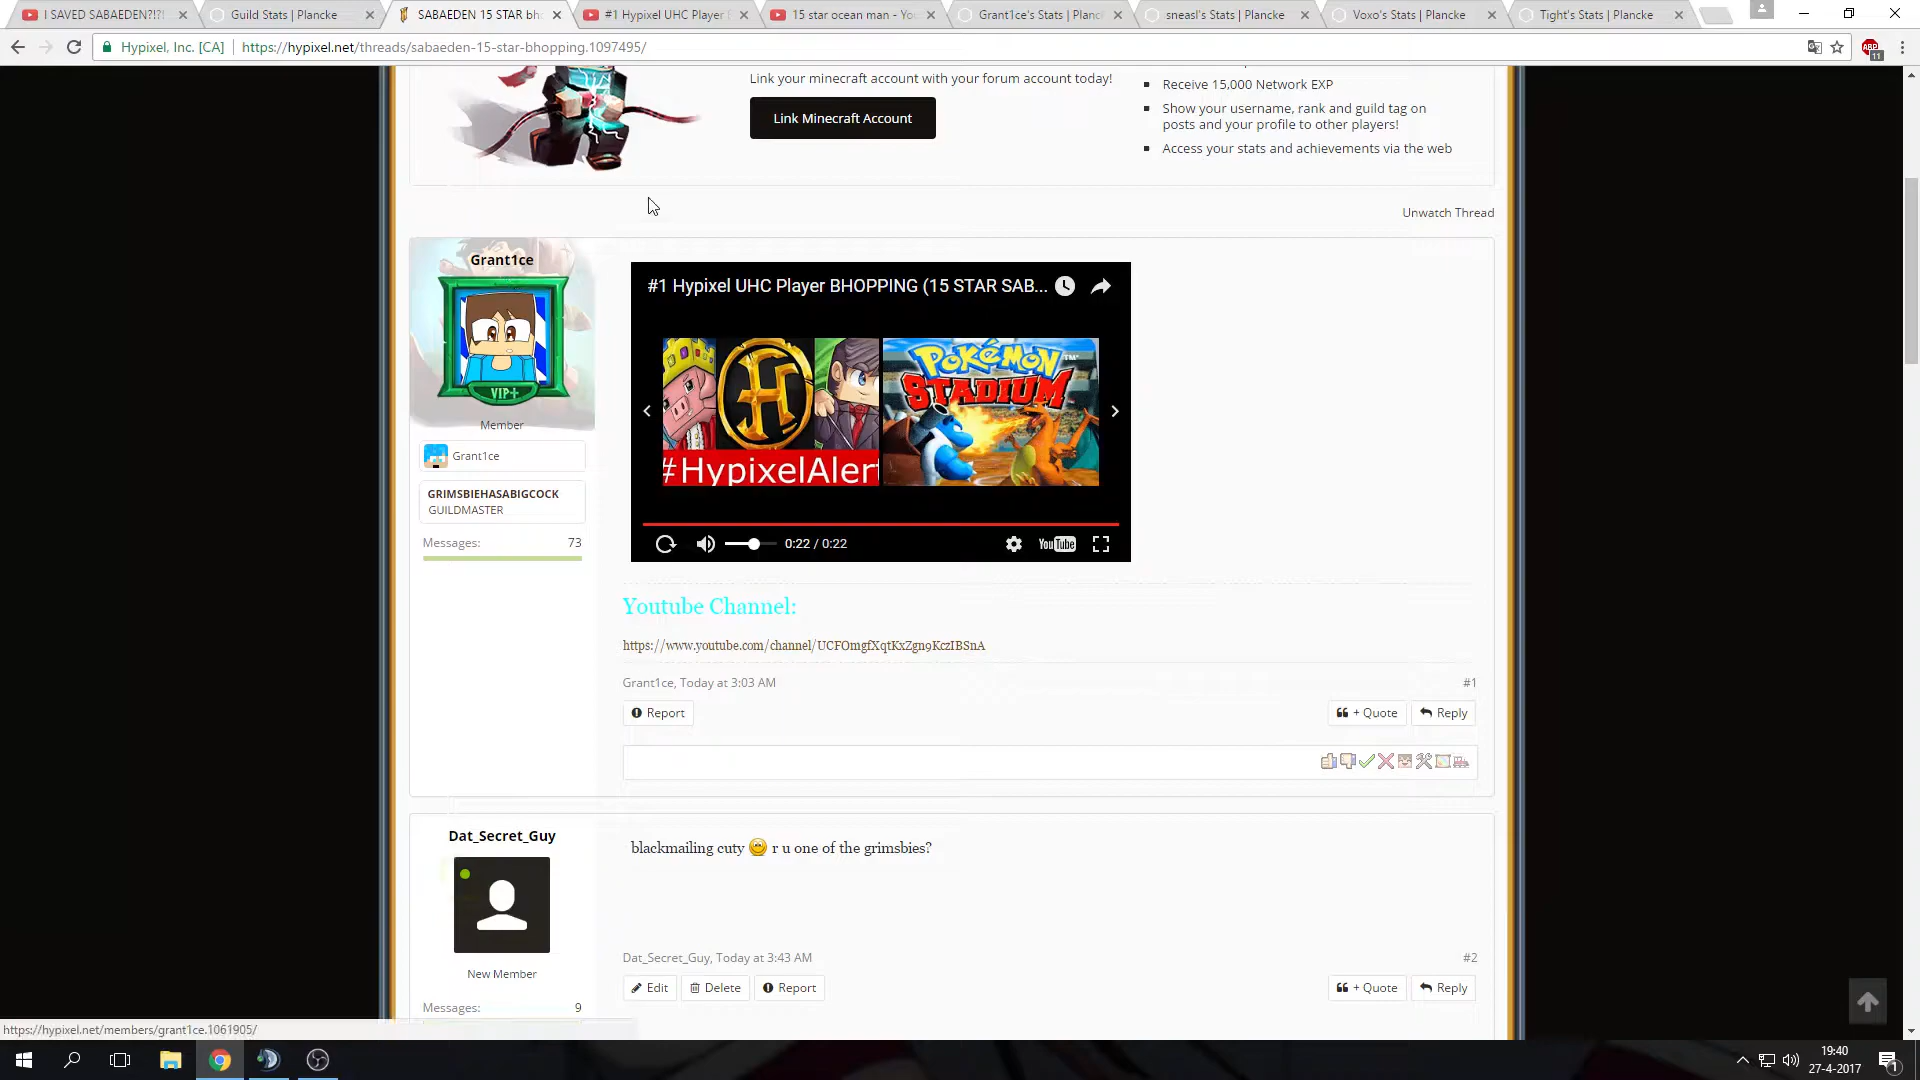 I SAVED SABAEDEN?!?!
Guild Stats | Plancke
SABAEDEN 15 STAR bh
#1 Hypixel UHC Player
15 star ocean man - You
Grant1ce's Stats | Planc
sneasl's Stats | Plancke
Voxo's Stats | Plancke
Tight's Stats | Plancke
Hypixel, Inc. [CA]
https://hypixel.net/threads/sabaeden-15-star-bhopping.1097495/
ABP
11
Link your minecraft account with your forum account today!
Link Minecraft Account
Receive 15,000 Network EXP
Show your username, rank and guild tag on
posts and your profile to other players!
Access your stats and achievements via the web
Unwatch Thread
Grant1ce
VIP+
Member
Grant1ce
GRIMSBIEHASABIGCOCK
GUILDMASTER
Messages: 73
#1 Hypixel UHC Player BHOPPING (15 STAR SAB...
#HypixelAlert
POKéMON
STADIUM
0:22 / 0:22
YouTube
Youtube Channel:
https://www.youtube.com/channel/UCFOmgfXqtKxZgn9KczIBSnA
Grant1ce, Today at 3:03 AM
#1
Report
+ Quote
Reply
Dat_Secret_Guy
New Member
Messages: 9
blackmailing cuty r u one of the grimsbies?
Dat_Secret_Guy, Today at 3:43 AM
#2
Edit
Delete
Report
+ Quote
Reply
https://hypixel.net/members/grant1ce.1061905/
19:40
27-4-2017
1